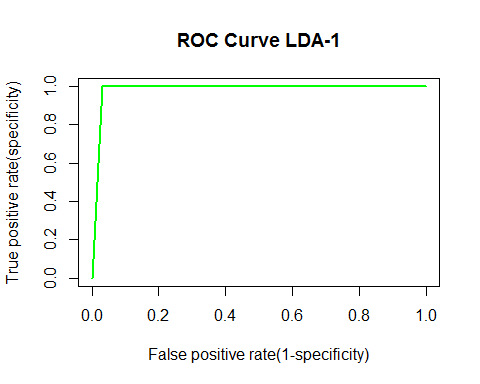 ROC Curve LDA-1
True positive rate(specificity)
1.0
0.8
0.6
0.4
0.2
0.0
0.0 0.2 0.4 0.6 0.8 1.0
False positive rate(1-specificity)